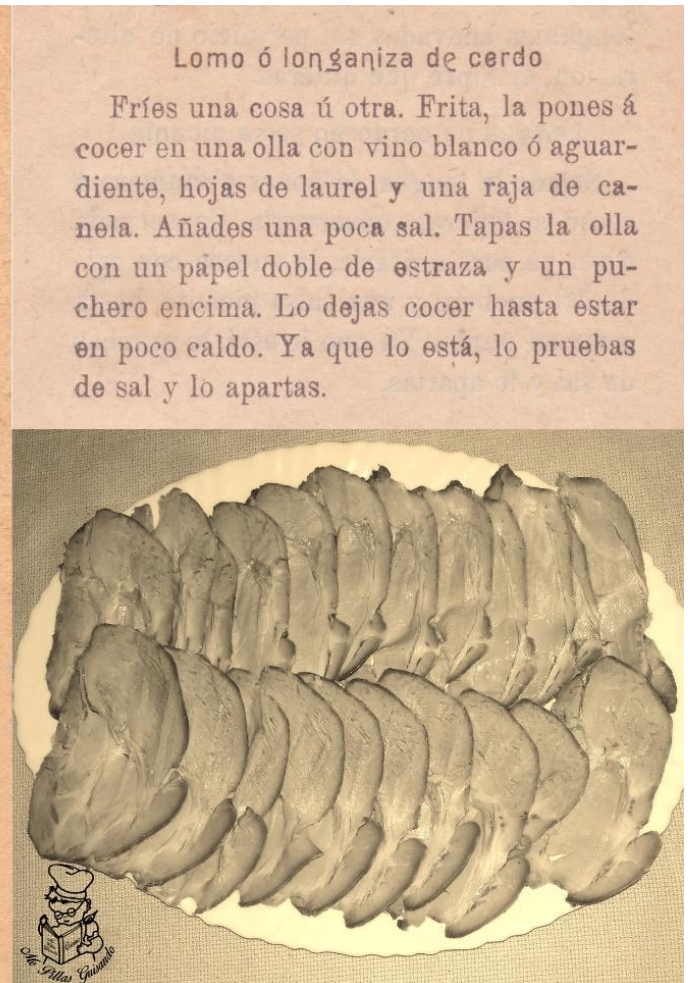 Lomo ó longaniza de cerdo
Fríes una cosa ú otra. Frita, la pones á
cocer en una olla con vino blanco ó aguar-
diente, hojas de laurel y una raja de ca-
nela. Añades una poca sal. Tapas la olla
con un papel doble de estraza y un pu-
chero encima. Lo dejas cocer hasta estar
en poco caldo. Ya que lo está, lo pruebas
de sal y lo apartas.
Me Pillas Guisando